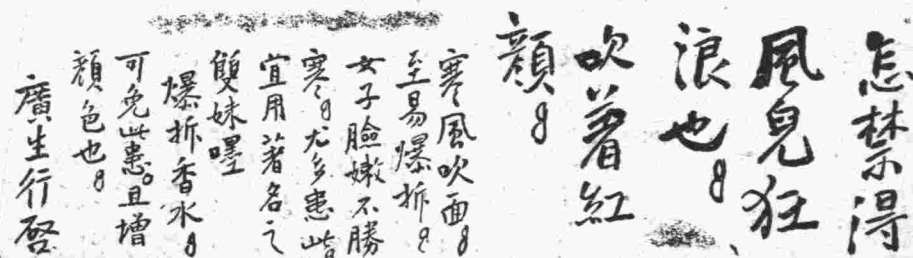 怎禁得
風兒狂
浪也。
吹著紅
顏。
寒風吹面。
至易爆拆。
女子臉嫩不勝
寒。尤多患此。
宜用著名之
雙妹嚜
爆拆香水。
可免此患。且增
顏色也。
廣生行啓